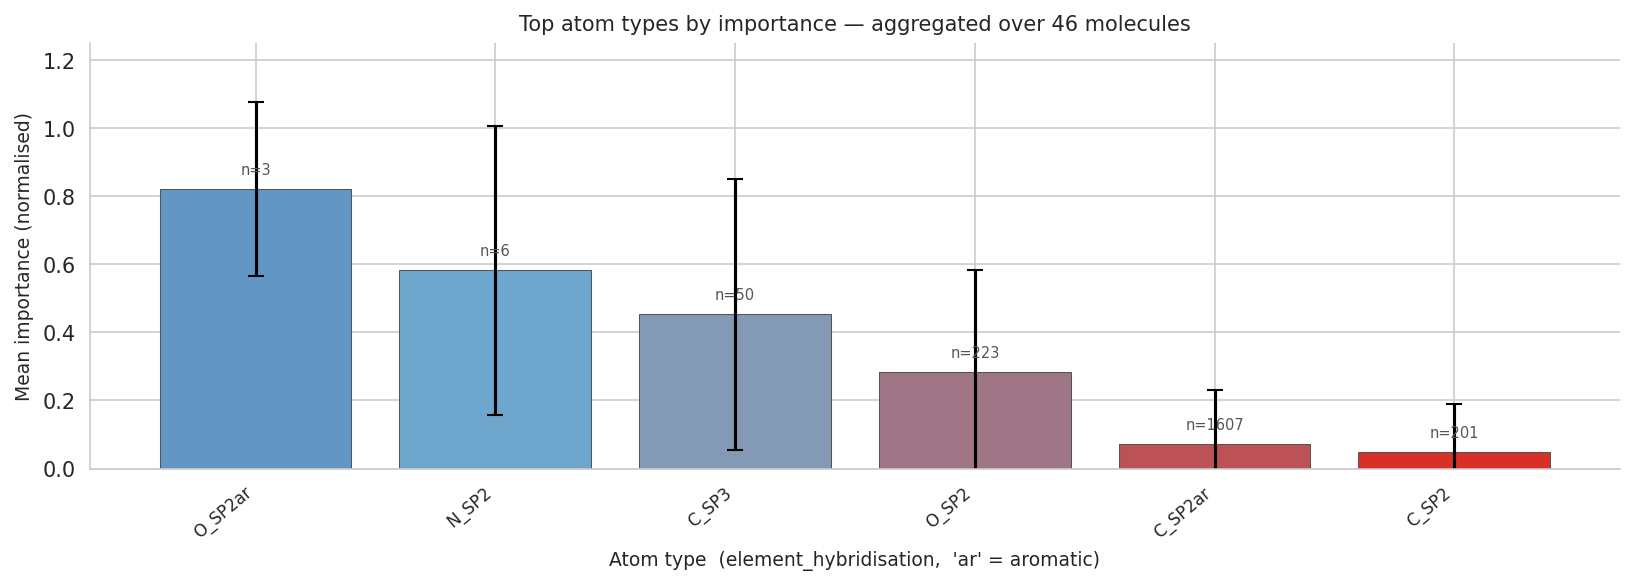 Top atom types by importance — aggregated over 46 molecules
Mean importance (normalised)
1.2
1.0
0.8
0.6
0.4
0.2
0.0
n=3
n=6
n=50
n=223
n=1607
n=201
O_SP2ar
N_SP2
C_SP3
O_SP2
C_SP2ar
C_SP2
Atom type  (element_hybridisation,  'ar' = aromatic)